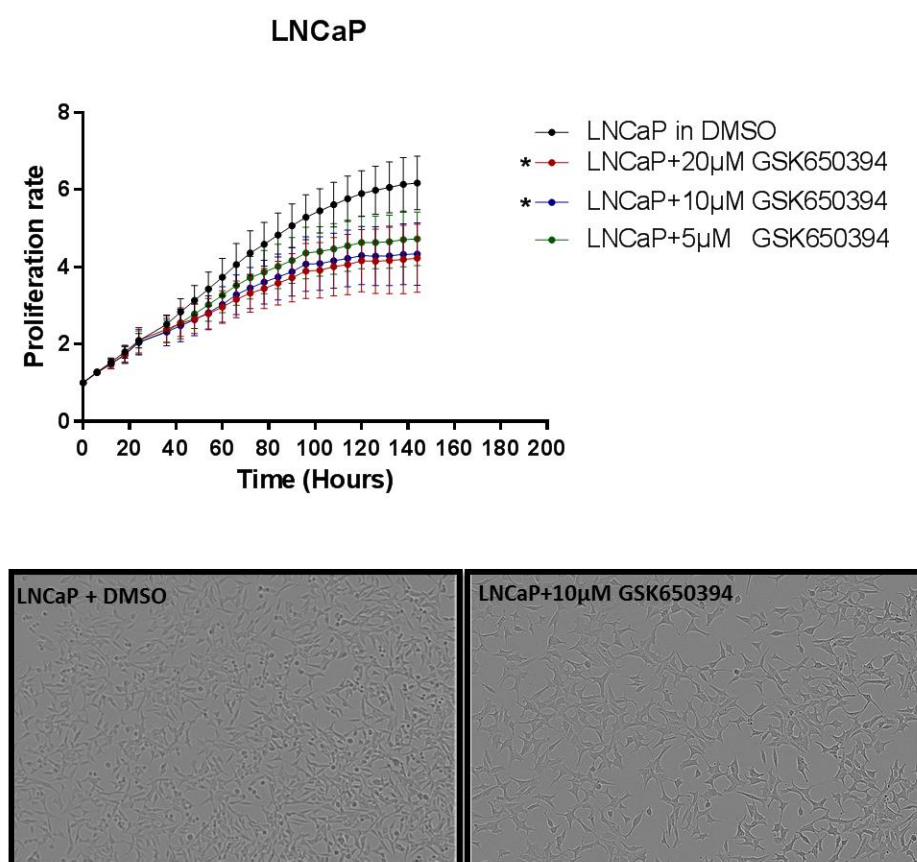 LNCaP
Proliferation rate
8
6
4
2
0
0 20 40 60 80 100 120 140 160 180 200
Time (Hours)
LNCaP in DMSO
* LNCaP+20µM GSK650394
* LNCaP+10µM GSK650394
LNCaP+5µM GSK650394
LNCaP + DMSO
LNCaP+10µM GSK650394